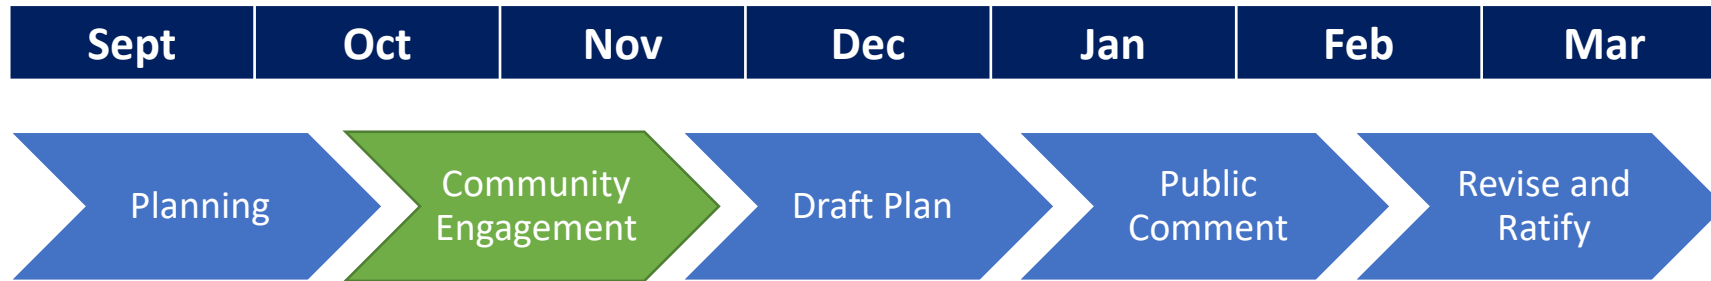 Sept Oct Nov Dec Jan Feb Mar
Planning
Community
Engagement
Draft Plan
Public
Comment
Revise and
Ratify